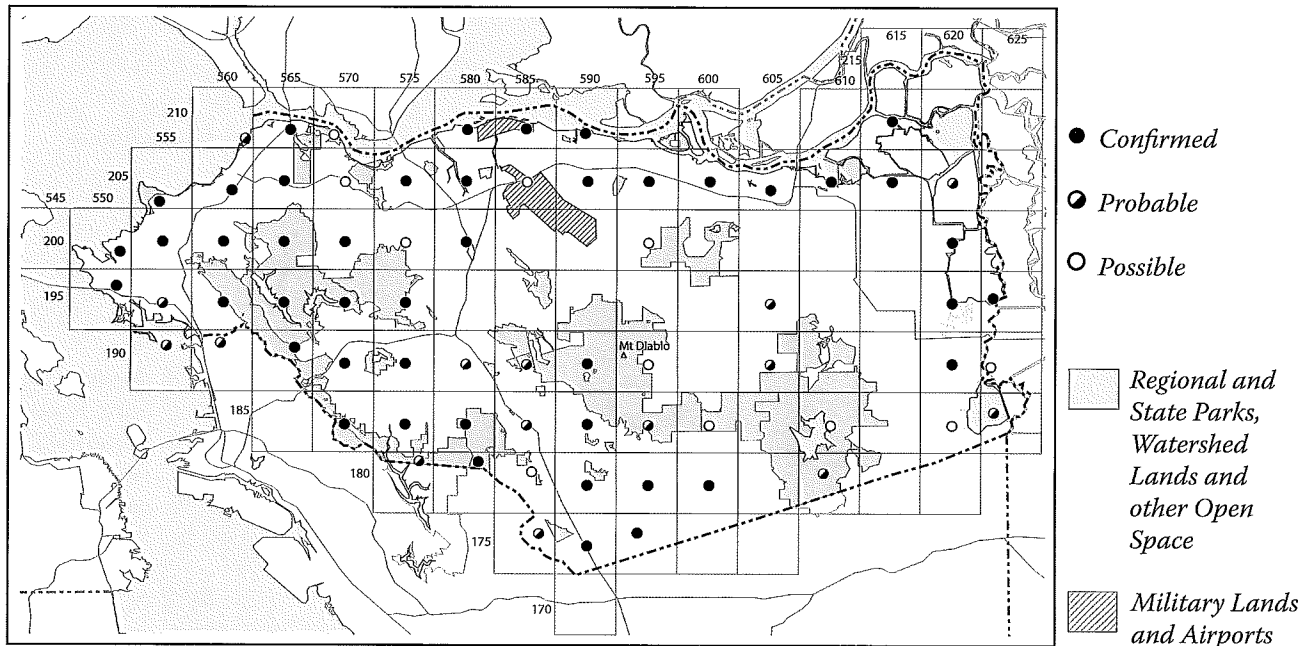 615 620 625
215
560 565 570 575 580 585 590 595 600 605 610
210
555
205
545 550
200
195
190
Mt Diablo
185
180
175
170
Confirmed
Probable
Possible
Regional and
State Parks,
Watershed
Lands and
other Open
Space
Military Lands
and Airports